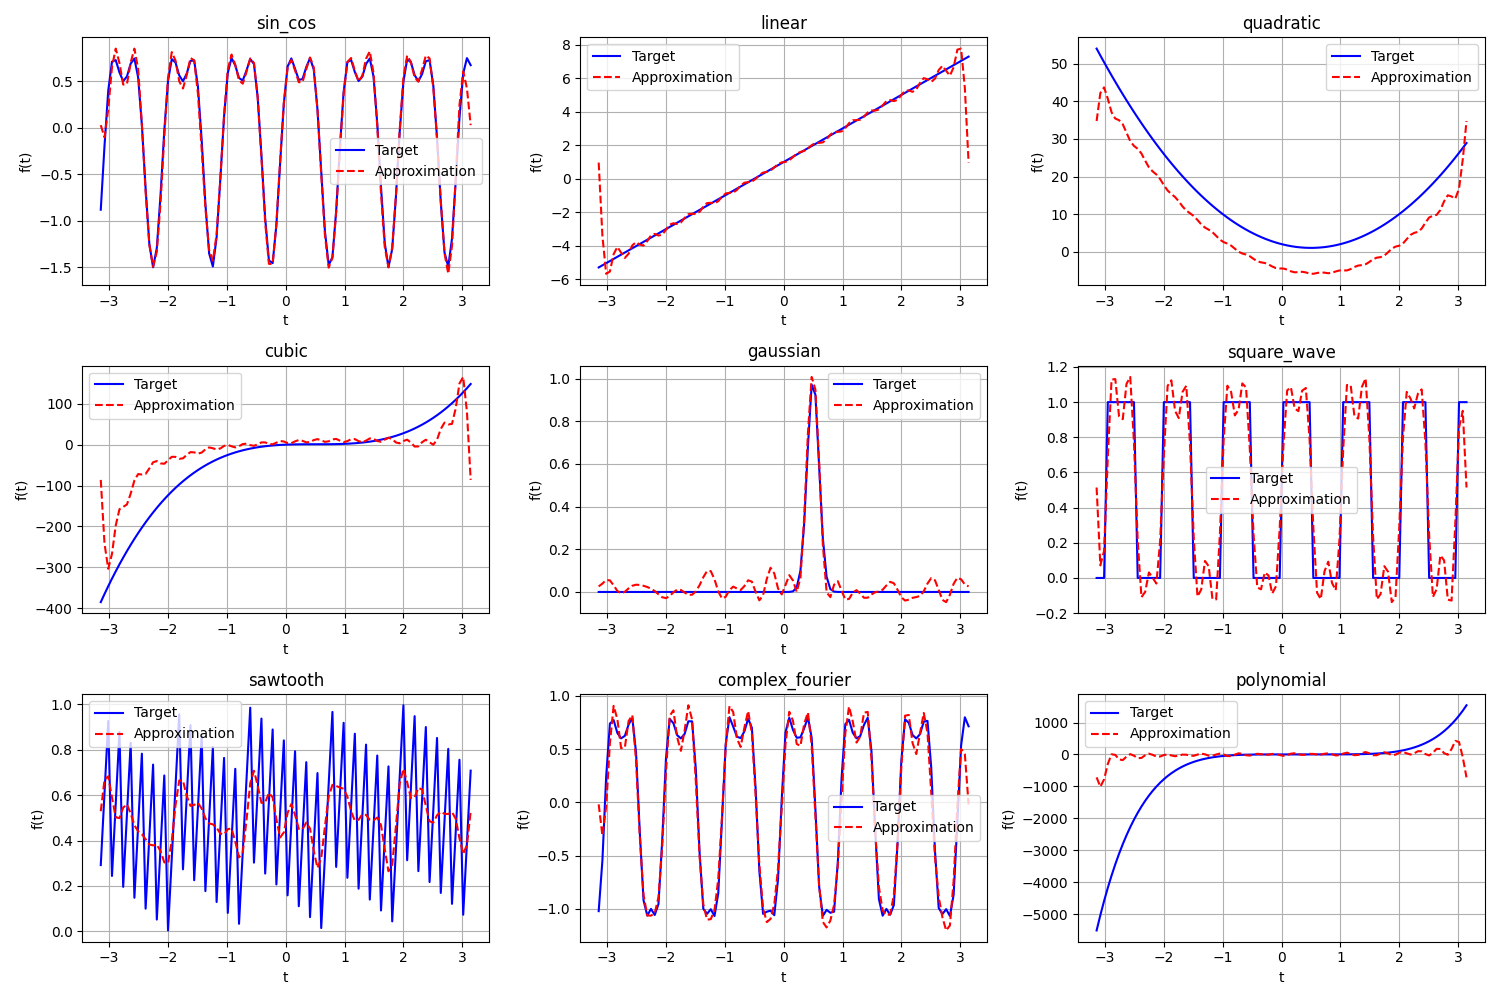 sin_cos
0.5
0.0
−0.5
−1.0
−1.5
f(t)
Target
Approximation
−3 −2 −1 0 1 2 3
t
linear
8
6
4
2
0
−2
−4
−6
f(t)
Target
Approximation
−3 −2 −1 0 1 2 3
t
quadratic
50
40
30
20
10
0
f(t)
Target
Approximation
−3 −2 −1 0 1 2 3
t
cubic
100
0
−100
−200
−300
−400
f(t)
Target
Approximation
−3 −2 −1 0 1 2 3
t
gaussian
1.0
0.8
0.6
0.4
0.2
0.0
f(t)
Target
Approximation
−3 −2 −1 0 1 2 3
t
square_wave
1.2
1.0
0.8
0.6
0.4
0.2
0.0
−0.2
f(t)
Target
Approximation
−3 −2 −1 0 1 2 3
t
sawtooth
1.0
0.8
0.6
0.4
0.2
0.0
f(t)
Target
Approximation
−3 −2 −1 0 1 2 3
t
complex_fourier
1.0
0.5
0.0
−0.5
−1.0
f(t)
Target
Approximation
−3 −2 −1 0 1 2 3
t
polynomial
1000
0
−1000
−2000
−3000
−4000
−5000
f(t)
Target
Approximation
−3 −2 −1 0 1 2 3
t